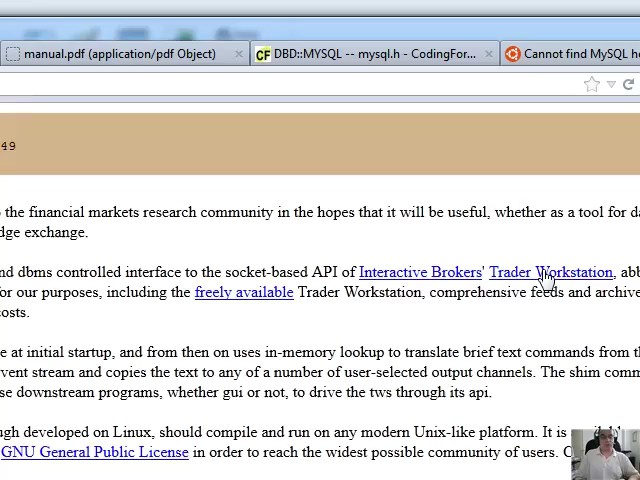 manual.pdf (application/pdf Object)
DBD::MYSQL -- mysql.h - CodingFor...
Cannot find MySQL he
49
the financial markets research community in the hopes that it will be useful, whether as a tool for da
dge exchange.
nd dbms controlled interface to the socket-based API of Interactive Brokers' Trader Workstation, abb
for our purposes, including the freely available Trader Workstation, comprehensive feeds and archive
costs.
e at initial startup, and from then on uses in-memory lookup to translate brief text commands from th
vent stream and copies the text to any of a number of user-selected output channels. The shim comm
se downstream programs, whether gui or not, to drive the tws through its api.
ugh developed on Linux, should compile and run on any modern Unix-like platform. It is
GNU General Public License in order to reach the widest possible community of users.